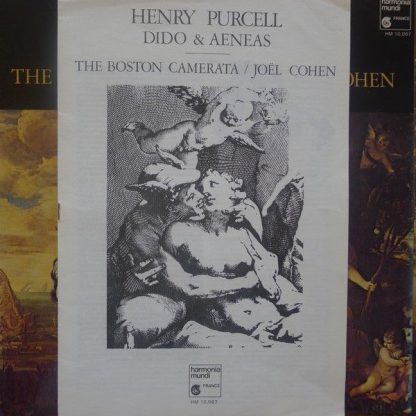 HENRY PURCELL
DIDO & AENEAS
THE BOSTON CAMERATA / JOËL COHEN
harmonia
mundi
FRANCE
HM 10.067
THE
OHEN
harmonia
mundi
FRANCE
HM 10.067